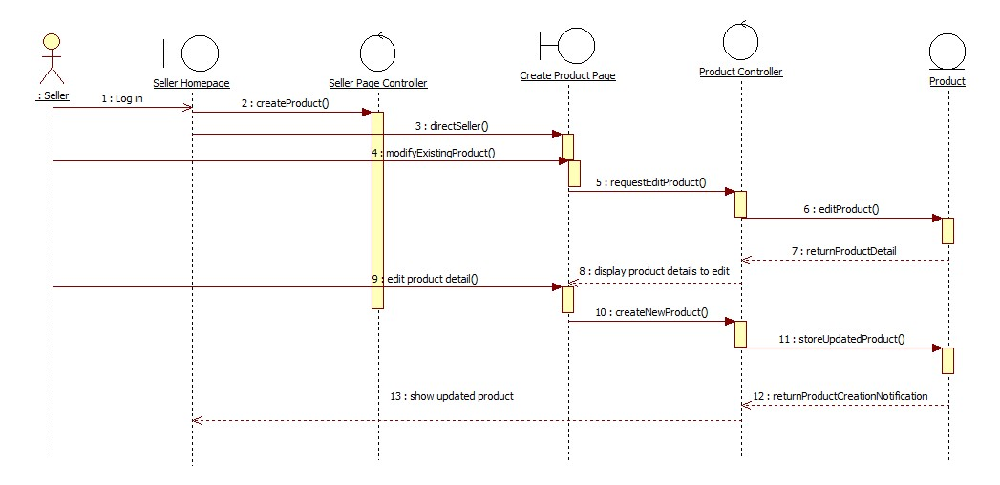 : Seller
Seller Homepage
Seller Page Controller
Create Product Page
Product Controller
Product
1 : Log in
2 : createProduct()
3 : directSeller()
4 : modifyExistingProduct()
5 : requestEditProduct()
6 : editProduct()
7 : returnProductDetail
8 : display product details to edit
9 : edit product detail()
10 : createNewProduct()
11 : storeUpdatedProduct()
12 : returnProductCreationNotification
13 : show updated product